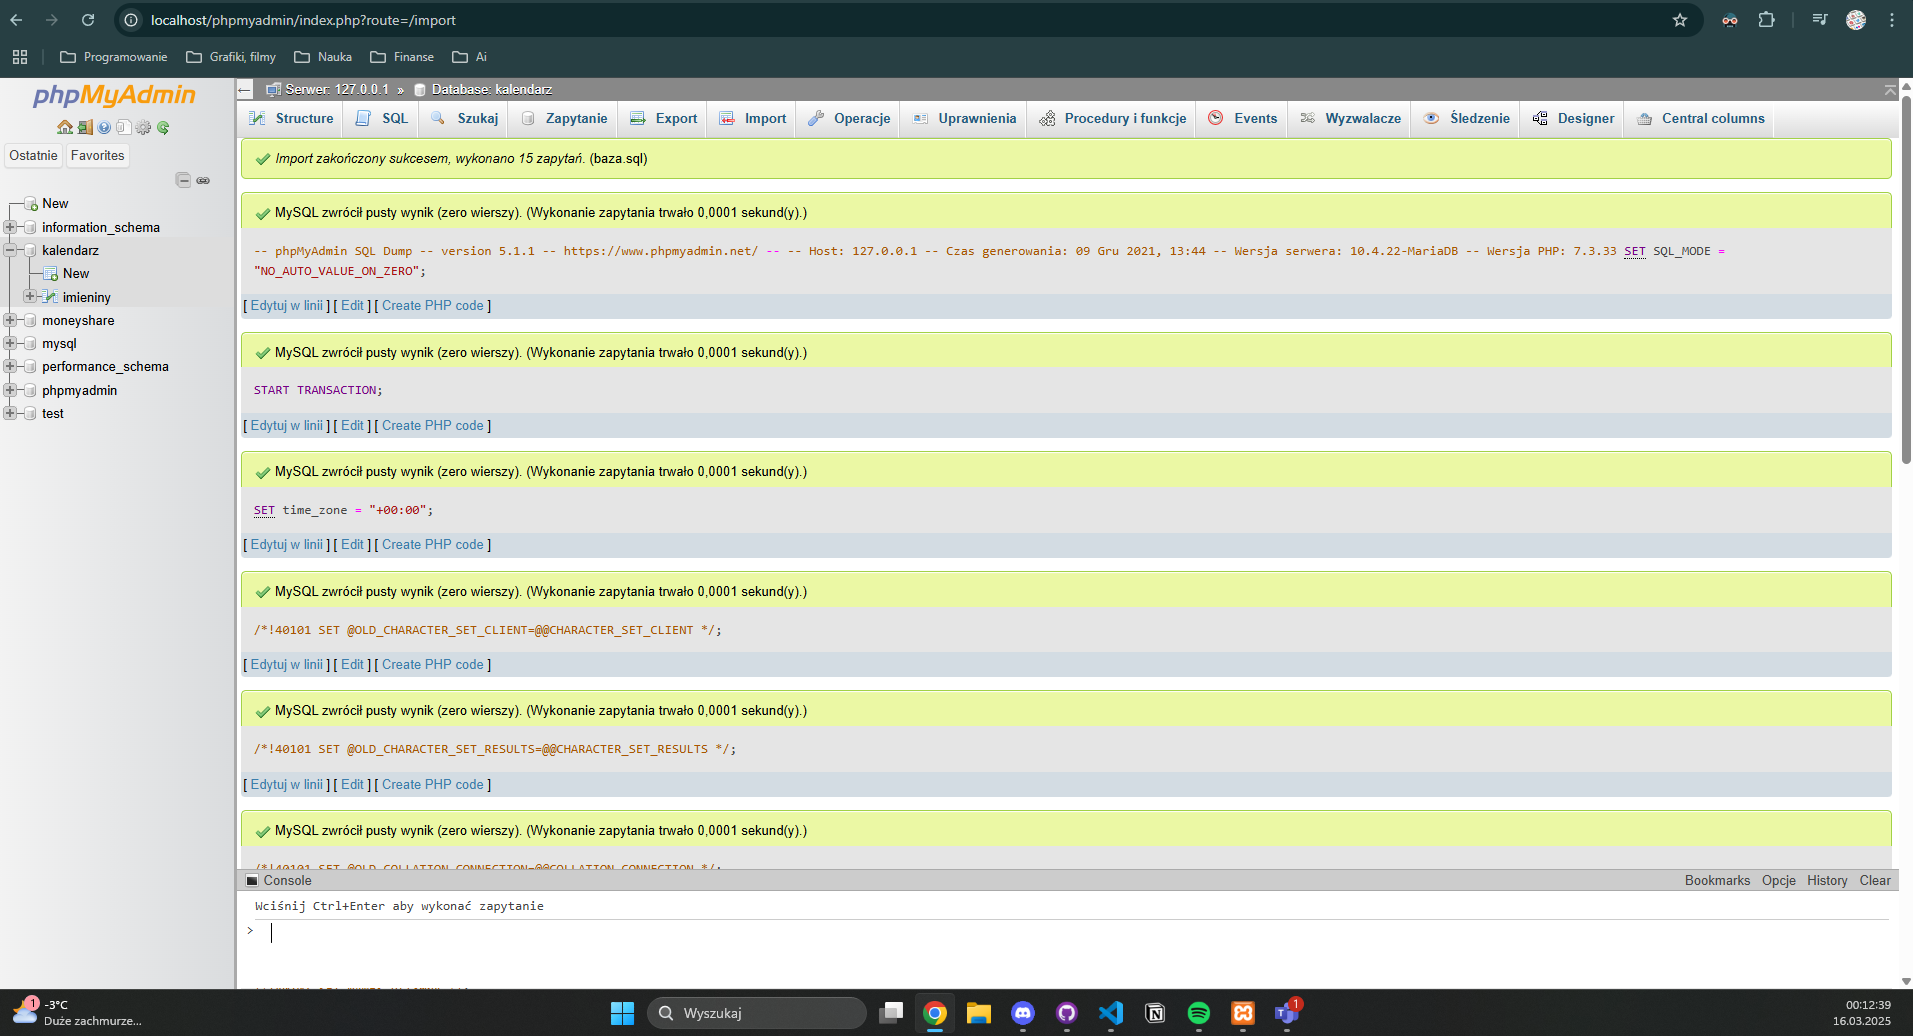 localhost/phpmyadmin/index.php?route=/import
Programowanie Grafiki, filmy Nauka Finanse Ai
phpMyAdmin
Ostatnie Favorites
New
information_schema
kalendarz
New
imieniny
moneyshare
mysql
performance_schema
phpmyadmin
test
Serwer: 127.0.0.1 » Database: kalendarz
Structure SQL Szukaj Zapytanie Export Import Operacje Uprawnienia Procedury i funkcje Events Wyzwalacze Śledzenie Designer Central columns
Import zakończony sukcesem, wykonano 15 zapytań. (baza.sql)
MySQL zwrócił pusty wynik (zero wierszy). (Wykonanie zapytania trwało 0,0001 sekund(y).)
-- phpMyAdmin SQL Dump -- version 5.1.1 -- https://www.phpmyadmin.net/ -- -- Host: 127.0.0.1 -- Czas generowania: 09 Gru 2021, 13:44 -- Wersja serwera: 10.4.22-MariaDB -- Wersja PHP: 7.3.33 SET SQL_MODE =
"NO_AUTO_VALUE_ON_ZERO";
[ Edytuj w linii ] [ Edit ] [ Create PHP code ]
MySQL zwrócił pusty wynik (zero wierszy). (Wykonanie zapytania trwało 0,0001 sekund(y).)
START TRANSACTION;
[ Edytuj w linii ] [ Edit ] [ Create PHP code ]
MySQL zwrócił pusty wynik (zero wierszy). (Wykonanie zapytania trwało 0,0001 sekund(y).)
SET time_zone = "+00:00";
[ Edytuj w linii ] [ Edit ] [ Create PHP code ]
MySQL zwrócił pusty wynik (zero wierszy). (Wykonanie zapytania trwało 0,0001 sekund(y).)
/*!40101 SET @OLD_CHARACTER_SET_CLIENT=@@CHARACTER_SET_CLIENT */;
[ Edytuj w linii ] [ Edit ] [ Create PHP code ]
MySQL zwrócił pusty wynik (zero wierszy). (Wykonanie zapytania trwało 0,0001 sekund(y).)
/*!40101 SET @OLD_CHARACTER_SET_RESULTS=@@CHARACTER_SET_RESULTS */;
[ Edytuj w linii ] [ Edit ] [ Create PHP code ]
MySQL zwrócił pusty wynik (zero wierszy). (Wykonanie zapytania trwało 0,0001 sekund(y).)
/*!40101 SET @OLD_COLLATION_CONNECTION=@@COLLATION_CONNECTION */;
Console Bookmarks Opcje History Clear
Wciśnij Ctrl+Enter aby wykonać zapytanie
>
1 -3°C
Duże zachmurze...
Wyszukaj
1
00:12:39
16.03.2025